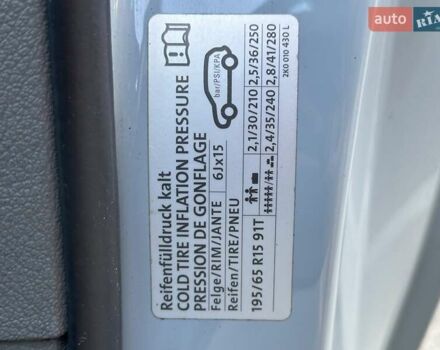 Reifenfülldruck kalt
COLD TIRE INFLATION PRESSURE
PRESSION DE GONFLAGE
Felge/RIM/JANTE 6Jx15
Reifen/TIRE/PNEU
bar/PSI/KPA
195/65 R15 91T
2,1/30/210 2,5/36/250
2,4/35/240 2,8/41/280
2K0 010 430 L
auto RIA